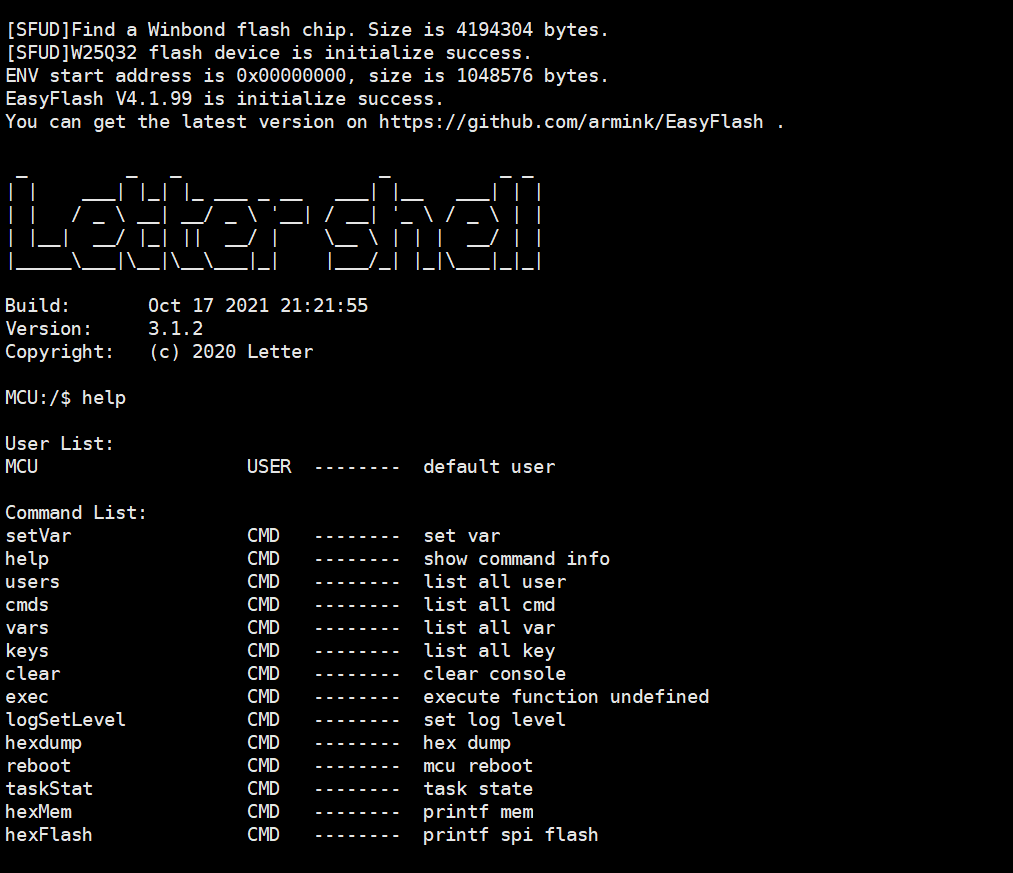 [SFUD]Find a Winbond flash chip. Size is 4194304 bytes.
[SFUD]W25Q32 flash device is initialize success.
ENV start address is 0x00000000, size is 1048576 bytes.
EasyFlash V4.1.99 is initialize success.
You can get the latest version on https://github.com/armink/EasyFlash .
Letter shell
Build:       Oct 17 2021 21:21:55
Version:     3.1.2
Copyright:   (c) 2020 Letter
MCU:/$ help
User List:
MCU                   USER  --------  default user
Command List:
setVar                CMD   --------  set var
help                  CMD   --------  show command info
users                 CMD   --------  list all user
cmds                  CMD   --------  list all cmd
vars                  CMD   --------  list all var
keys                  CMD   --------  list all key
clear                 CMD   --------  clear console
exec                  CMD   --------  execute function undefined
logSetLevel           CMD   --------  set log level
hexdump               CMD   --------  hex dump
reboot                CMD   --------  mcu reboot
taskStat              CMD   --------  task state
hexMem                CMD   --------  printf mem
hexFlash              CMD   --------  printf spi flash